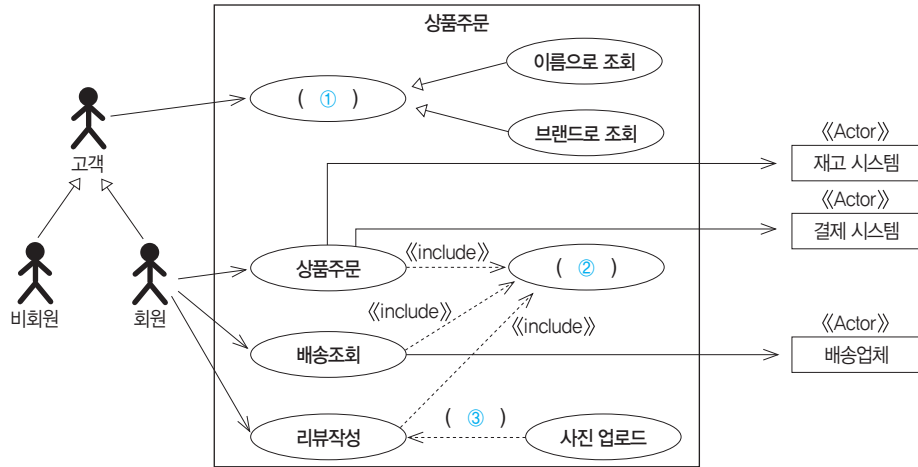 상품주문
이름으로 조회
( ① )
브랜드로 조회
고객
《Actor》
재고 시스템
《Actor》
결제 시스템
상품주문
《include》
( ② )
비회원
회원
《include》
《include》
《Actor》
배송업체
배송조회
( ③ )
리뷰작성
사진 업로드